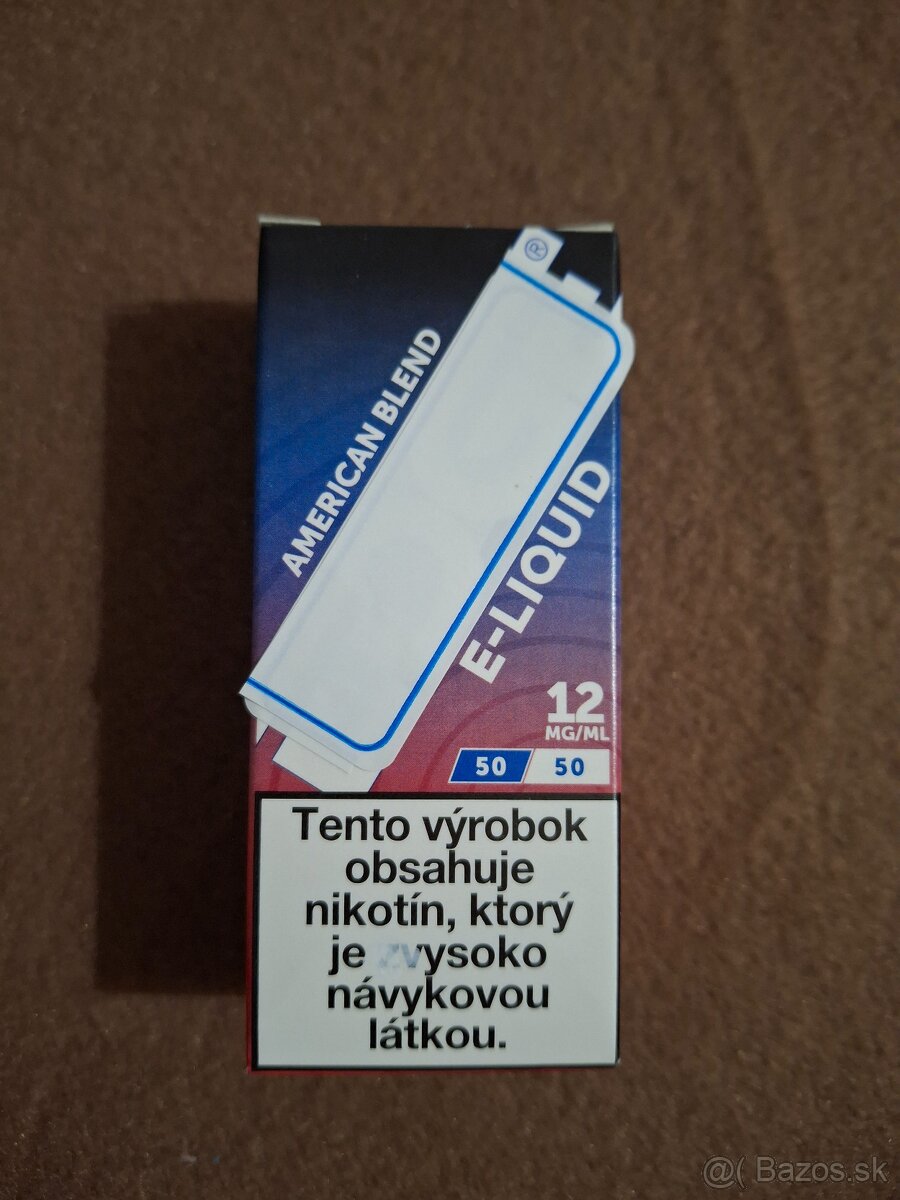 ®
AMERICAN BLEND
E-LIQUID
12
MG/ML
50 50
Tento výrobok
obsahuje
nikotín, ktorý
je vysoko
návykovou
látkou.
@( Bazos.sk